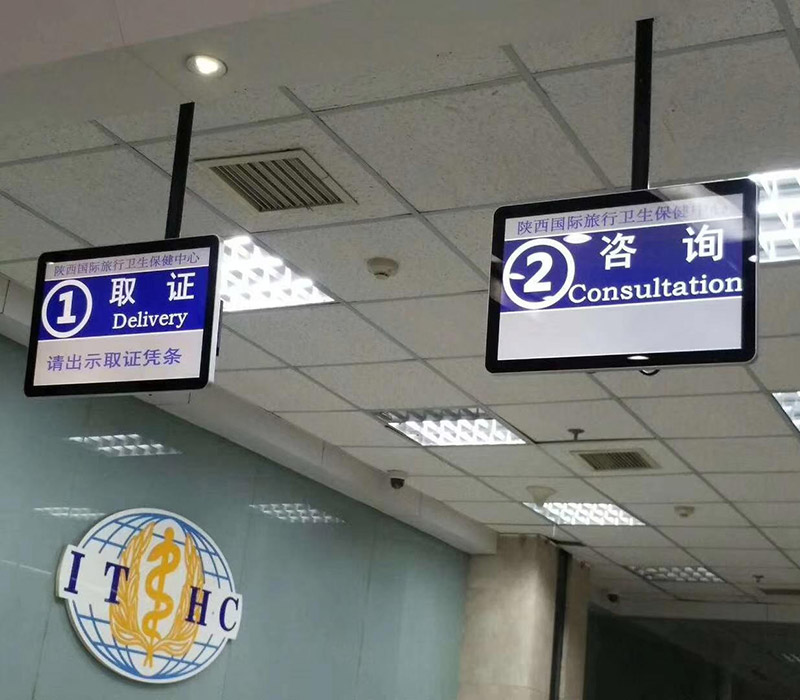 陕西国际旅行卫生保健中心
1 取证
Delivery
请出示取证凭条
陕西国际旅行卫生保健中心
2 咨询
Consultation
ITHC